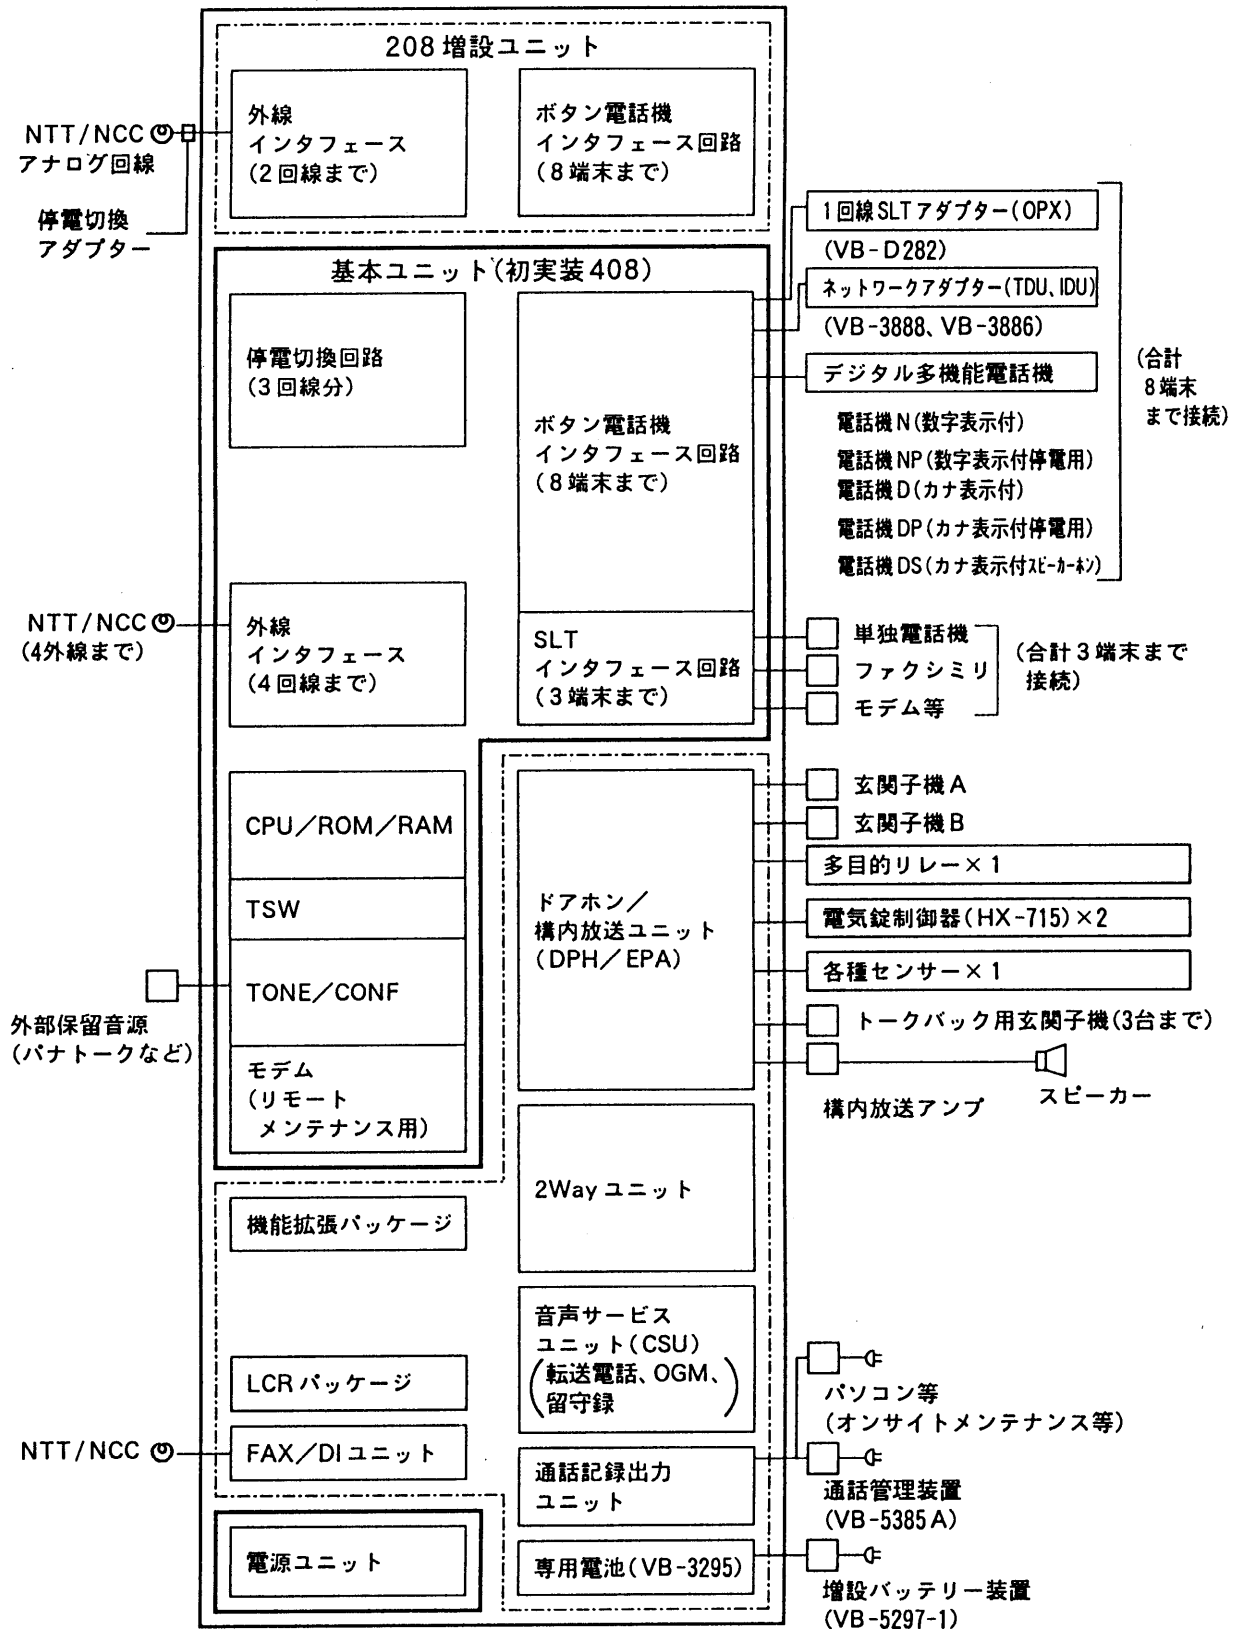 208増設ユニット
外線
インタフェース
(2回線まで)
ボタン電話機
インタフェース回路
(8端末まで)
NTT/NCC
アナログ回線
停電切換
アダプター
基本ユニット(初実装408)
停電切換回路
(3回線分)
ボタン電話機
インタフェース回路
(8端末まで)
1回線SLTアダプター(OPX)
(VB-D282)
ネットワークアダプター(TDU、IDU)
(VB-3888、VB-3886)
デジタル多機能電話機
電話機N(数字表示付)
電話機NP(数字表示付停電用)
電話機D(カナ表示付)
電話機DP(カナ表示付停電用)
電話機DS(カナ表示付スピーカーホン)
(合計
8端末
まで接続)
NTT/NCC
(4外線まで)
外線
インタフェース
(4回線まで)
SLT
インタフェース回路
(3端末まで)
単独電話機
ファクシミリ
モデム等
(合計3端末まで
接続)
CPU/ROM/RAM
TSW
TONE/CONF
モデム
(リモート
メンテナンス用)
外部保留音源
(パナトークなど)
ドアホン/
構内放送ユニット
(DPH/EPA)
玄関子機A
玄関子機B
多目的リレー×1
電気錠制御器(HX-715)×2
各種センサー×1
トークバック用玄関子機(3台まで)
構内放送アンプ
スピーカー
2Wayユニット
機能拡張パッケージ
音声サービス
ユニット(CSU)
(転送電話、OGM、
留守録)
LCRパッケージ
NTT/NCC
FAX/DIユニット
通話記録出力
ユニット
パソコン等
(オンサイトメンテナンス等)
通話管理装置
(VB-5385A)
電源ユニット
専用電池(VB-3295)
増設バッテリー装置
(VB-5297-1)